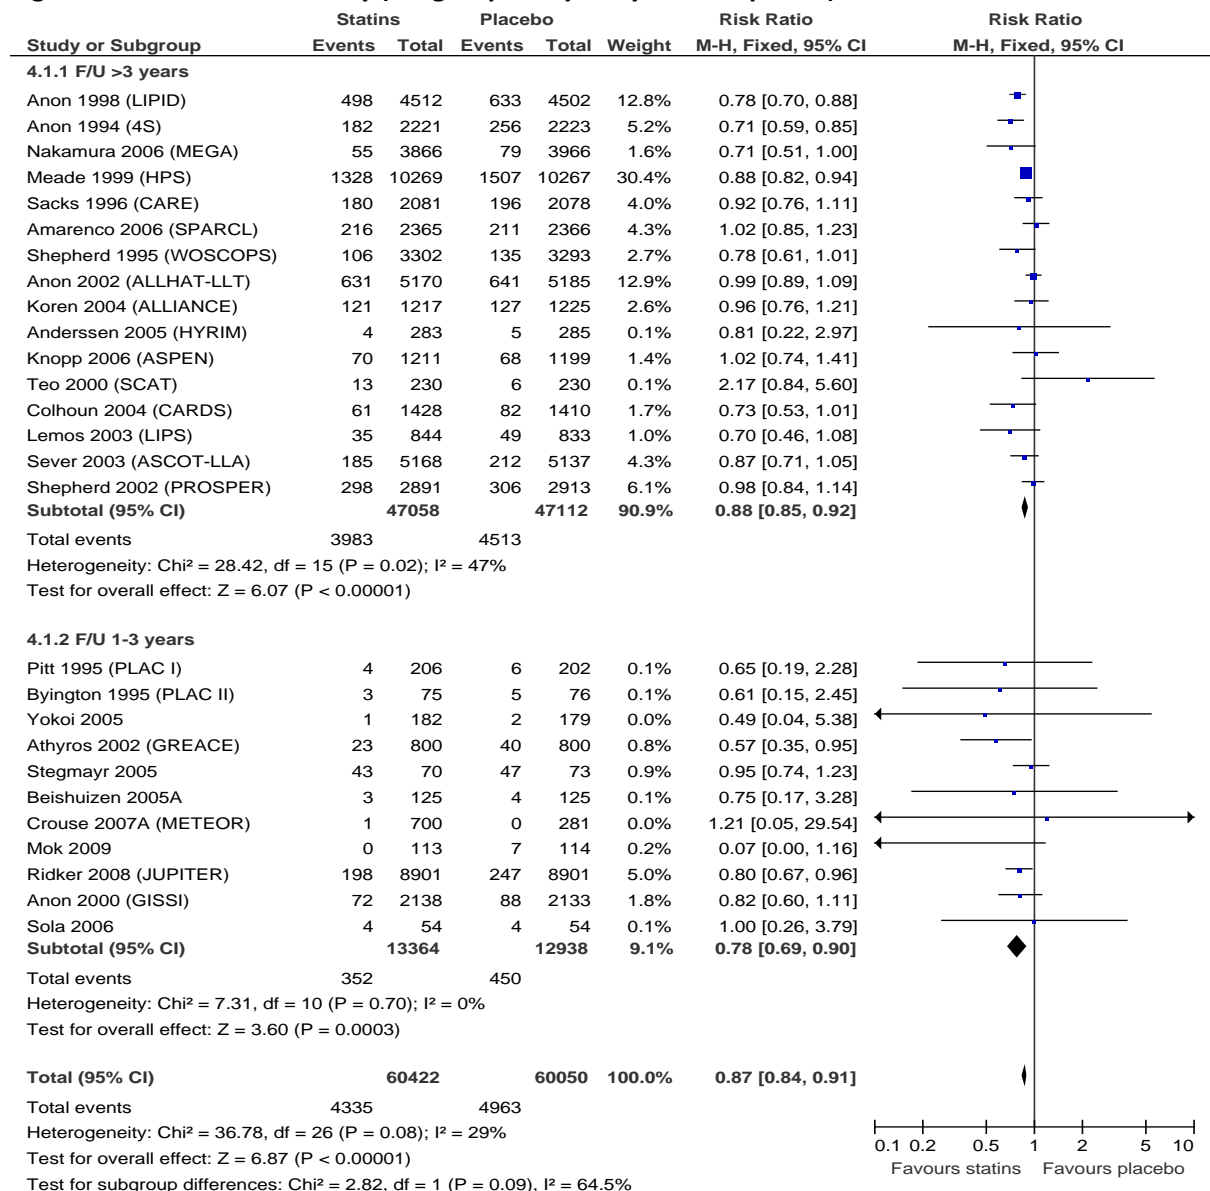 Statins Placebo Risk Ratio Risk Ratio
Study or Subgroup Events Total Events Total Weight M-H, Fixed, 95% CI M-H, Fixed, 95% CI
4.1.1 F/U >3 years
Anon 1998 (LIPID) 498 4512 633 4502 12.8% 0.78 [0.70, 0.88]
Anon 1994 (4S) 182 2221 256 2223 5.2% 0.71 [0.59, 0.85]
Nakamura 2006 (MEGA) 55 3866 79 3966 1.6% 0.71 [0.51, 1.00]
Meade 1999 (HPS) 1328 10269 1507 10267 30.4% 0.88 [0.82, 0.94]
Sacks 1996 (CARE) 180 2081 196 2078 4.0% 0.92 [0.76, 1.11]
Amarenco 2006 (SPARCL) 216 2365 211 2366 4.3% 1.02 [0.85, 1.23]
Shepherd 1995 (WOSCOPS) 106 3302 135 3293 2.7% 0.78 [0.61, 1.01]
Anon 2002 (ALLHAT-LLT) 631 5170 641 5185 12.9% 0.99 [0.89, 1.09]
Koren 2004 (ALLIANCE) 121 1217 127 1225 2.6% 0.96 [0.76, 1.21]
Anderssen 2005 (HYRIM) 4 283 5 285 0.1% 0.81 [0.22, 2.97]
Knopp 2006 (ASPEN) 70 1211 68 1199 1.4% 1.02 [0.74, 1.41]
Teo 2000 (SCAT) 13 230 6 230 0.1% 2.17 [0.84, 5.60]
Colhoun 2004 (CARDS) 61 1428 82 1410 1.7% 0.73 [0.53, 1.01]
Lemos 2003 (LIPS) 35 844 49 833 1.0% 0.70 [0.46, 1.08]
Sever 2003 (ASCOT-LLA) 185 5168 212 5137 4.3% 0.87 [0.71, 1.05]
Shepherd 2002 (PROSPER) 298 2891 306 2913 6.1% 0.98 [0.84, 1.14]
Subtotal (95% CI) 47058 47112 90.9% 0.88 [0.85, 0.92]
Total events 3983 4513
Heterogeneity: Chi² = 28.42, df = 15 (P = 0.02); I² = 47%
Test for overall effect: Z = 6.07 (P < 0.00001)
4.1.2 F/U 1-3 years
Pitt 1995 (PLAC I) 4 206 6 202 0.1% 0.65 [0.19, 2.28]
Byington 1995 (PLAC II) 3 75 5 76 0.1% 0.61 [0.15, 2.45]
Yokoi 2005 1 182 2 179 0.0% 0.49 [0.04, 5.38]
Athyros 2002 (GREACE) 23 800 40 800 0.8% 0.57 [0.35, 0.95]
Stegmayr 2005 43 70 47 73 0.9% 0.95 [0.74, 1.23]
Beishuizen 2005A 3 125 4 125 0.1% 0.75 [0.17, 3.28]
Crouse 2007A (METEOR) 1 700 0 281 0.0% 1.21 [0.05, 29.54]
Mok 2009 0 113 7 114 0.2% 0.07 [0.00, 1.16]
Ridker 2008 (JUPITER) 198 8901 247 8901 5.0% 0.80 [0.67, 0.96]
Anon 2000 (GISSI) 72 2138 88 2133 1.8% 0.82 [0.60, 1.11]
Sola 2006 4 54 4 54 0.1% 1.00 [0.26, 3.79]
Subtotal (95% CI) 13364 12938 9.1% 0.78 [0.69, 0.90]
Total events 352 450
Heterogeneity: Chi² = 7.31, df = 10 (P = 0.70); I² = 0%
Test for overall effect: Z = 3.60 (P = 0.0003)
Total (95% CI) 60422 60050 100.0% 0.87 [0.84, 0.91]
Total events 4335 4963
Heterogeneity: Chi² = 36.78, df = 26 (P = 0.08); I² = 29%
Test for overall effect: Z = 6.87 (P < 0.00001)
Test for subgroup differences: Chi² = 2.82, df = 1 (P = 0.09), I² = 64.5%
0.1 0.2 0.5 1 2 5 10
Favours statins Favours placebo